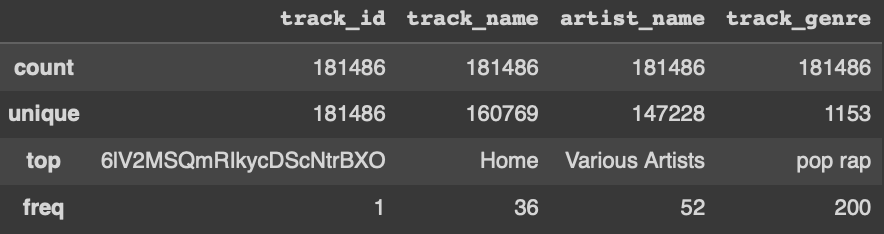 track_id track_name artist_name track_genre
count 181486 181486 181486 181486
unique 181486 160769 147228 1153
top 6lV2MSQmRIkycDScNtrBXO Home Various Artists pop rap
freq 1 36 52 200